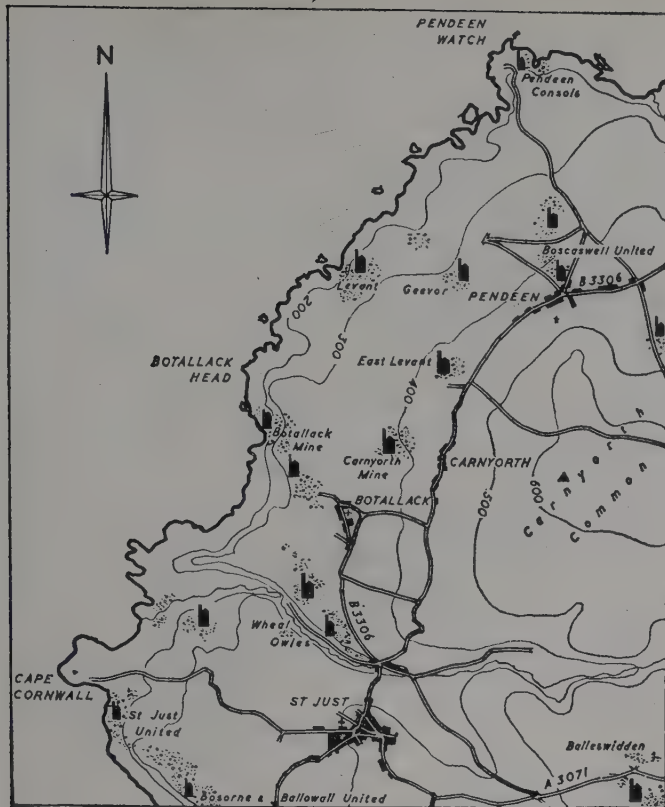 PENDEEN
WATCH
N
Pendeen
Consols
Boscaswell United
B 3306
PENDEEN
Levant
Geevor
200
300
BOTALLACK
HEAD
East Levant
400
Botallack
Mine
Carnyorth
Mine
CARNYORTH
500
600
Carnyorth
Common
BOTALLACK
B 3306
Wheal
Owles
CAPE
CORNWALL
ST JUST
St Just
United
Balleswidden
A 3071
Bosorne & Ballowall United